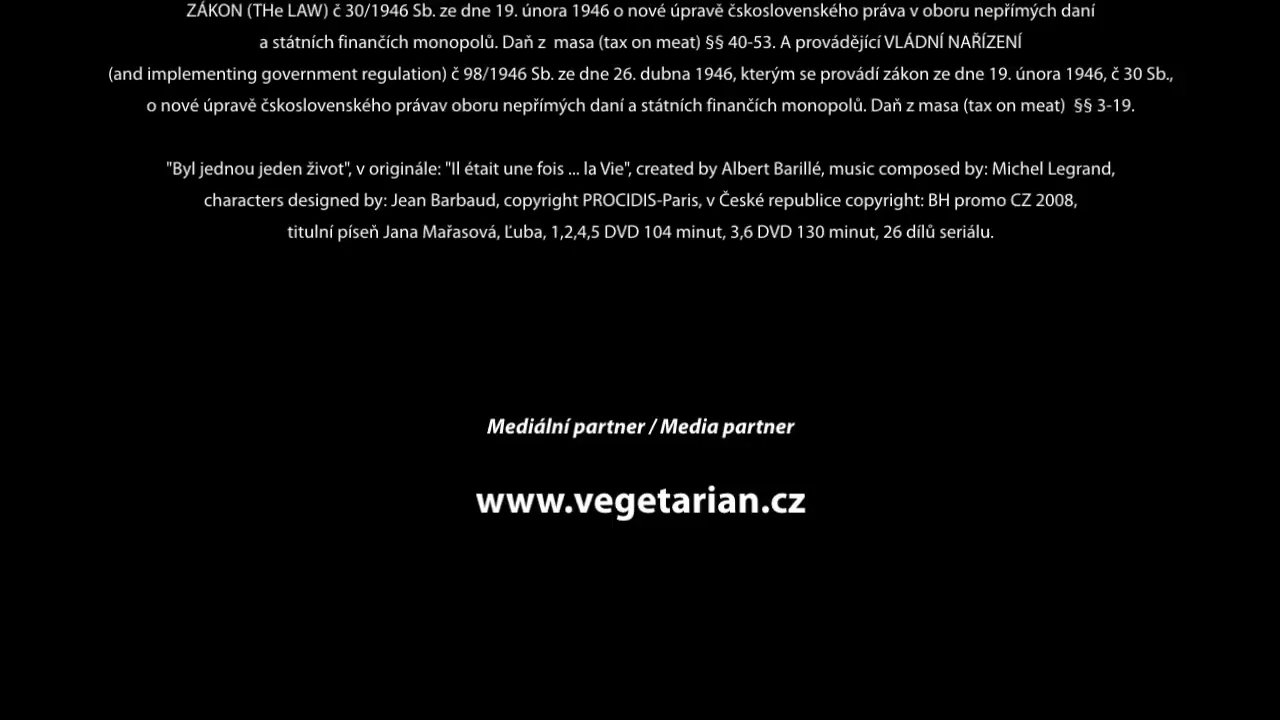 ZÁKON (THe LAW) č 30/1946 Sb. ze dne 19. února 1946 o nové úpravě čskoslovenského práva v oboru nepřímých daní
a státních finančích monopolů. Daň z masa (tax on meat) §§ 40-53. A provádějící VLÁDNÍ NAŘÍZENÍ
(and implementing government regulation) č 98/1946 Sb. ze dne 26. dubna 1946, kterým se provádí zákon ze dne 19. února 1946, č 30 Sb.,
o nové úpravě čskoslovenského právav oboru nepřímých daní a státních finančích monopolů. Daň z masa (tax on meat) §§ 3-19.
"Byl jednou jeden život", v originále: "Il était une fois ... la Vie", created by Albert Barillé, music composed by: Michel Legrand,
characters designed by: Jean Barbaud, copyright PROCIDIS-Paris, v České republice copyright: BH promo CZ 2008,
titulní píseň Jana Mařasová, Ľuba, 1,2,4,5 DVD 104 minut, 3,6 DVD 130 minut, 26 dílů seriálu.
Mediální partner / Media partner
www.vegetarian.cz